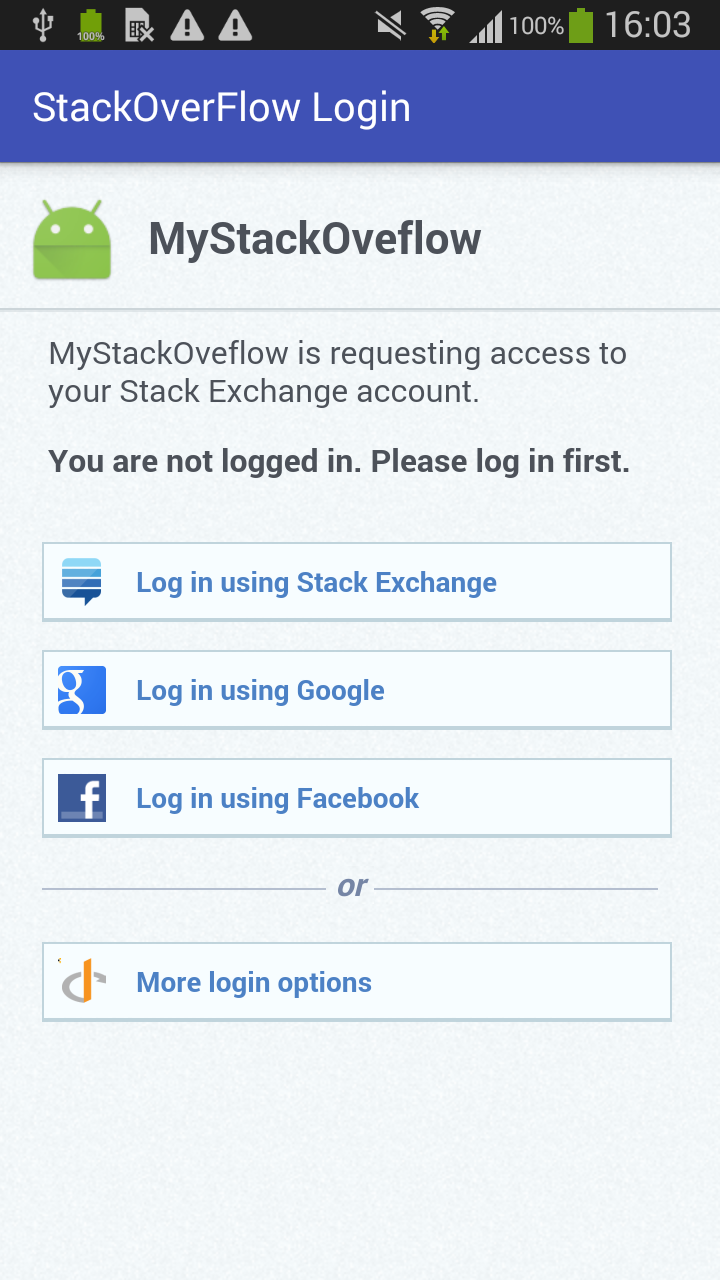 100%
100%
16:03
StackOverFlow Login
MyStackOveflow
MyStackOveflow is requesting access to
your Stack Exchange account.
You are not logged in. Please log in first.
Log in using Stack Exchange
Log in using Google
Log in using Facebook
or
More login options